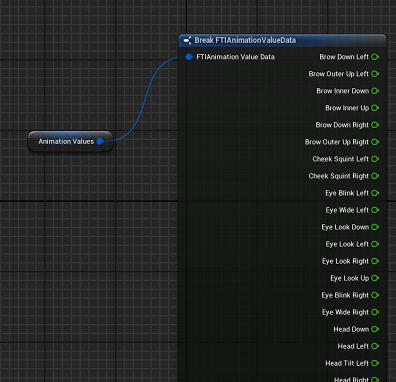 Break FTIAnimationValueData
FTIAnimation Value Data
Brow Down Left
Brow Outer Up Left
Brow Inner Down
Brow Inner Up
Brow Down Right
Brow Outer Up Right
Animation Values
Cheek Squint Left
Cheek Squint Right
Eye Blink Left
Eye Wide Left
Eye Look Down
Eye Look Left
Eye Look Right
Eye Look Up
Eye Blink Right
Eye Wide Right
Head Down
Head Left
Head Tilt Left
Head Right